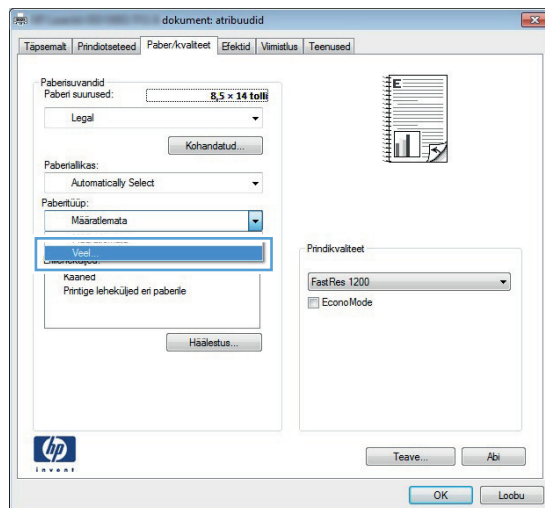 dokument: atribuudid
Täpsemalt Prindiotseteed Paber/kvaliteet Efektid Viimistlus Teenused
Paberisuvandid
Paberi suurused: 8,5 × 14 tolli
Legal
Kohandatud...
Paberiallikas:
Automatically Select
Paberitüüp:
Määratlemata
Veel...
Kaaned
Printige leheküljed eri paberile
Häälestus...
E
Prindikvaliteet
FastRes 1200
EconoMode
hp
invent
Teave... Abi
OK Loobu